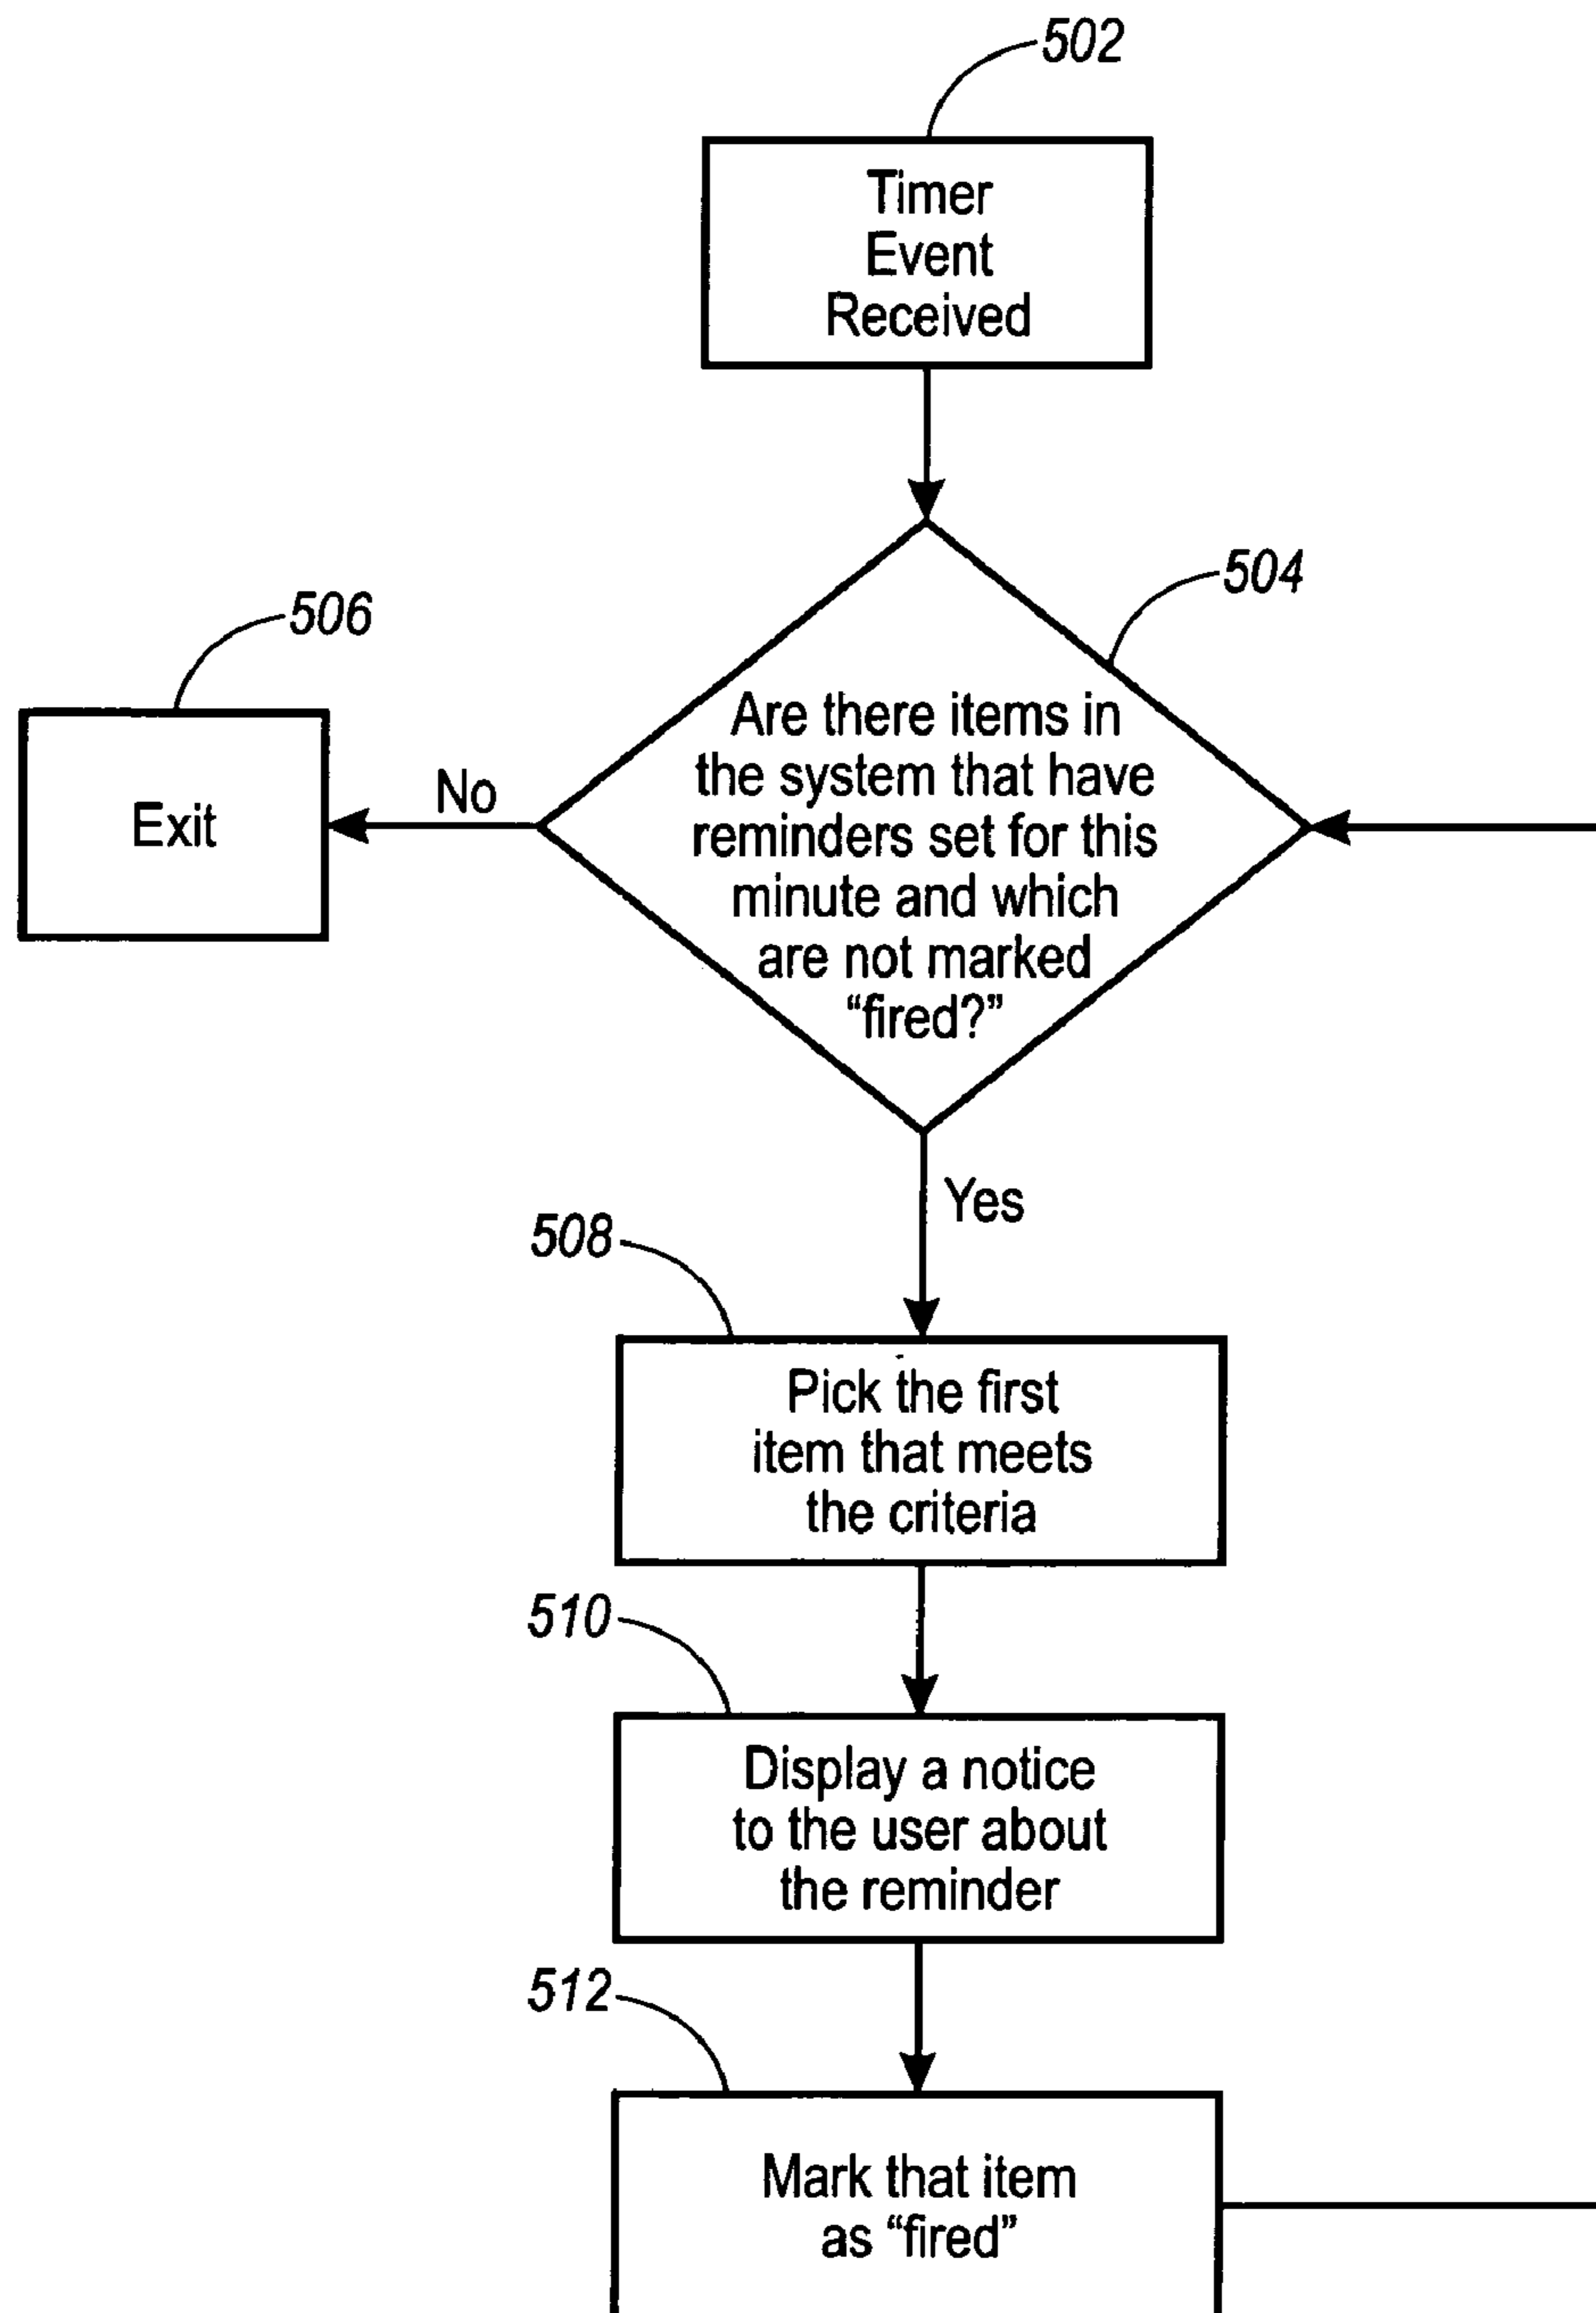 502
Timer
Event
Received
504
506
Are there items in
the system that have
reminders set for this
minute and which
are not marked
“fired?”
No
Exit
Yes
508
Pick the first
item that meets
the criteria
510
Display a notice
to the user about
the reminder
512
Mark that item
as “fired”